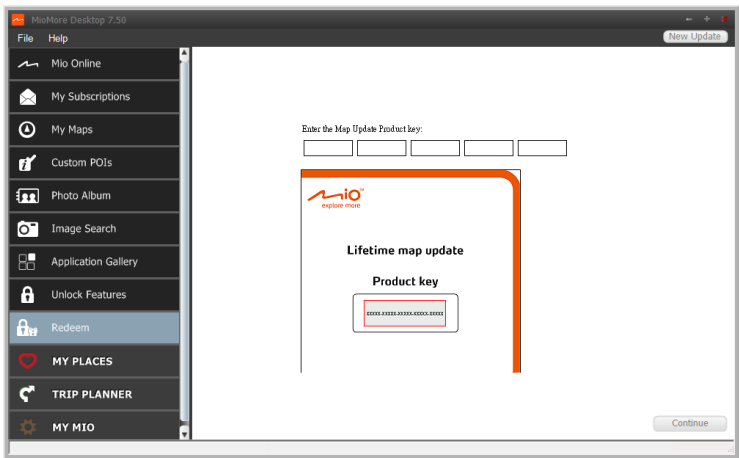 MioMore Desktop 7.50
File Help
New Update
Mio Online
My Subscriptions
My Maps
Custom POIs
Photo Album
Image Search
Application Gallery
Unlock Features
Redeem
MY PLACES
TRIP PLANNER
MY MIO
Enter the Map Update Product key:
Mio™
explore more
Lifetime map update
Product key
xxxxx-xxxxx-xxxxx-xxxxx-xxxxx
Continue